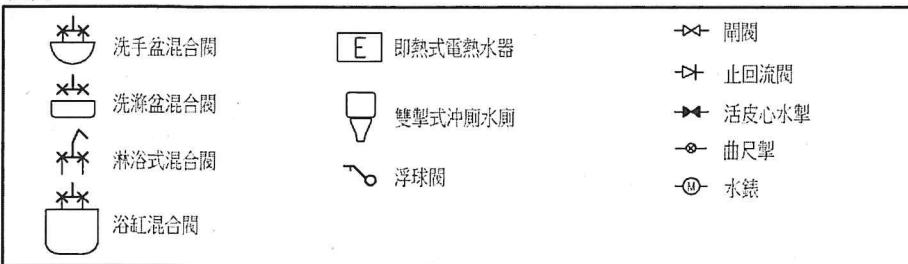 洗手盆混合閥
洗滌盆混合閥
淋浴式混合閥
浴缸混合閥
E 即熱式電熱水器
雙掣式沖廁水廁
浮球閥
閘閥
止回流閥
活皮心水掣
曲尺掣
M 水錶